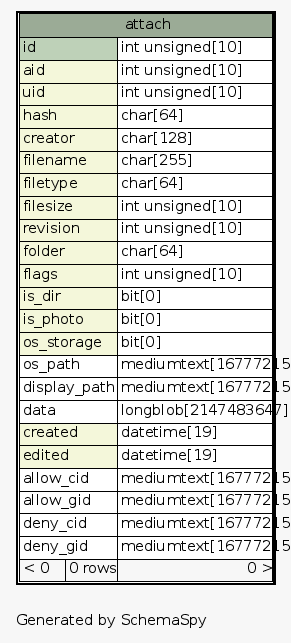 attach
id int unsigned[10]
aid int unsigned[10]
uid int unsigned[10]
hash char[64]
creator char[128]
filename char[255]
filetype char[64]
filesize int unsigned[10]
revision int unsigned[10]
folder char[64]
flags int unsigned[10]
is_dir bit[0]
is_photo bit[0]
os_storage bit[0]
os_path mediumtext[16777215
display_path mediumtext[16777215
data longblob[2147483647]
created datetime[19]
edited datetime[19]
allow_cid mediumtext[16777215
allow_gid mediumtext[16777215
deny_cid mediumtext[16777215
deny_gid mediumtext[16777215
< 0 0 rows 0 >
Generated by SchemaSpy